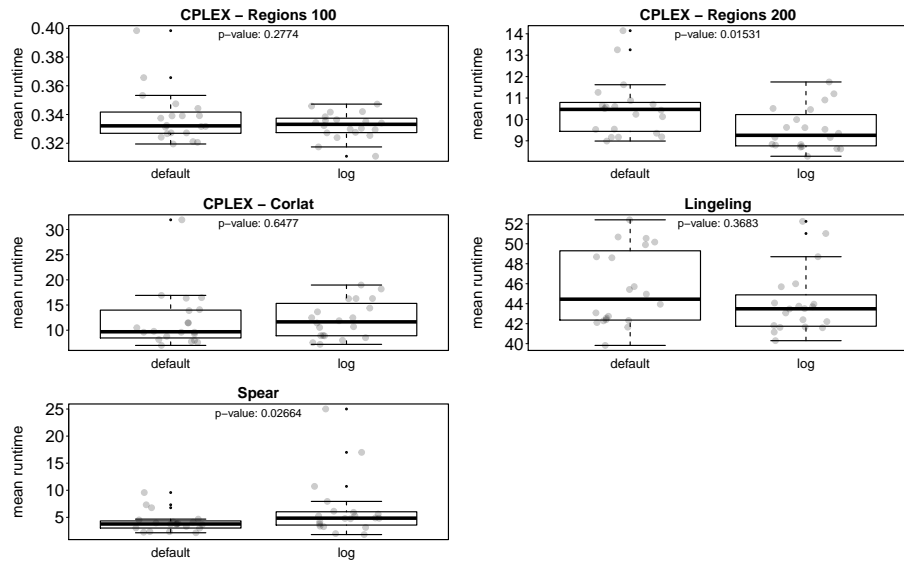 CPLEX − Regions 100
p−value: 0.2774
mean runtime
0.40
0.38
0.36
0.34
0.32
default
log
CPLEX − Regions 200
p−value: 0.01531
mean runtime
14
13
12
11
10
9
default
log
CPLEX − Corlat
p−value: 0.6477
mean runtime
30
25
20
15
10
default
log
Lingeling
p−value: 0.3683
mean runtime
52
50
48
46
44
42
40
default
log
Spear
p−value: 0.02664
mean runtime
25
20
15
10
5
default
log